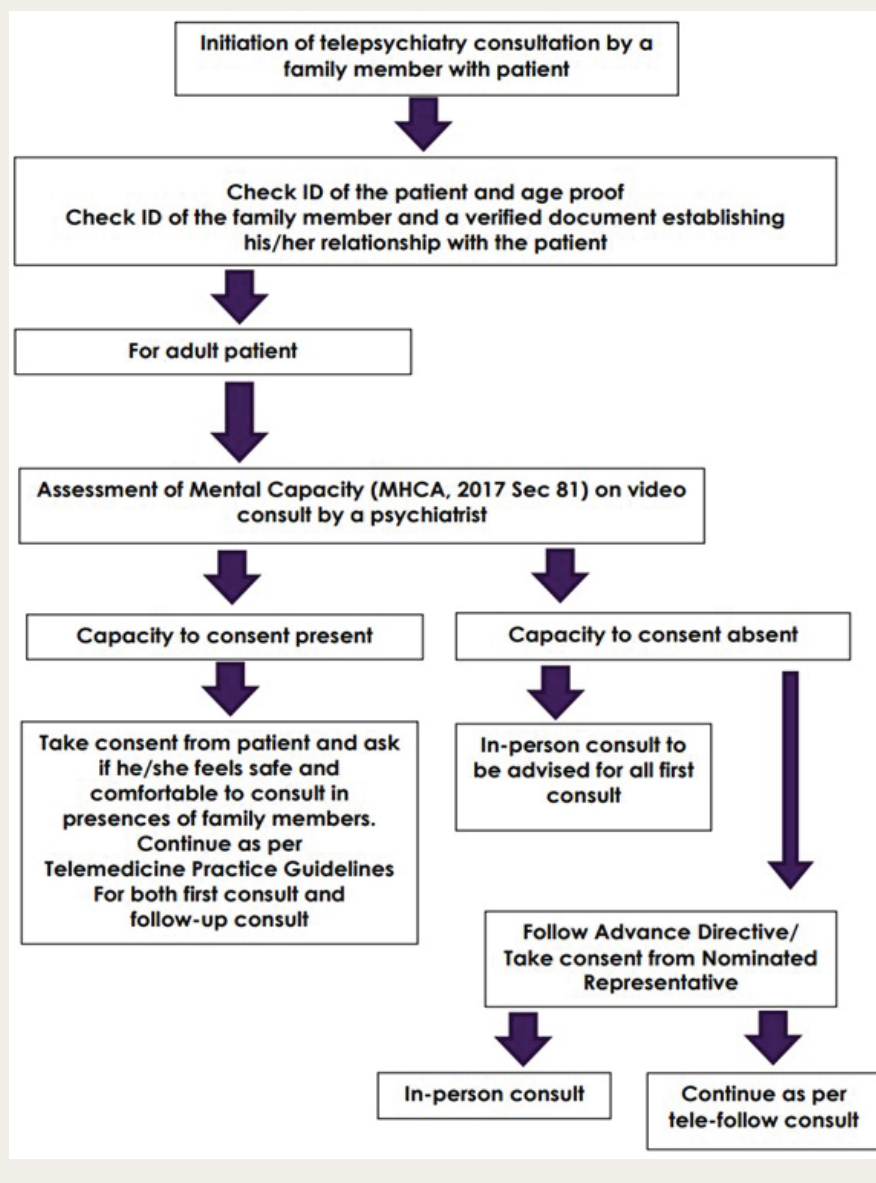 Initiation of telepsychiatry consultation by a
family member with patient
Check ID of the patient and age proof
Check ID of the family member and a verified document establishing
his/her relationship with the patient
For adult patient
Assessment of Mental Capacity (MHCA, 2017 Sec 81) on video
consult by a psychiatrist
Capacity to consent present
Capacity to consent absent
Take consent from patient and ask
if he/she feels safe and
comfortable to consult in
presences of family members.
Continue as per
Telemedicine Practice Guidelines
For both first consult and
follow-up consult
In-person consult to
be advised for all first
consult
Follow Advance Directive/
Take consent from Nominated
Representative
In-person consult
Continue as per
tele-follow consult